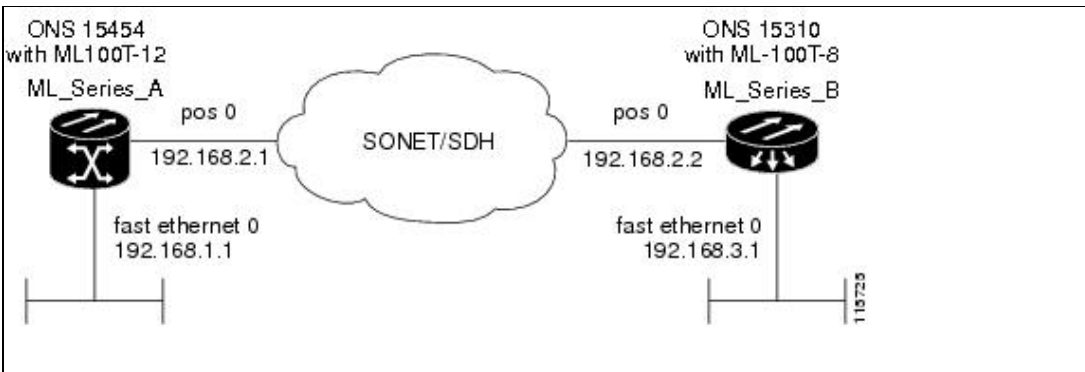 ONS 15454
with ML100T-12
ML_Series_A
pos 0
192.168.2.1
fast ethernet 0
192.168.1.1
SONET/SDH
ONS 15310
with ML-100T-8
ML_Series_B
pos 0
192.168.2.2
fast ethernet 0
192.168.3.1
115725